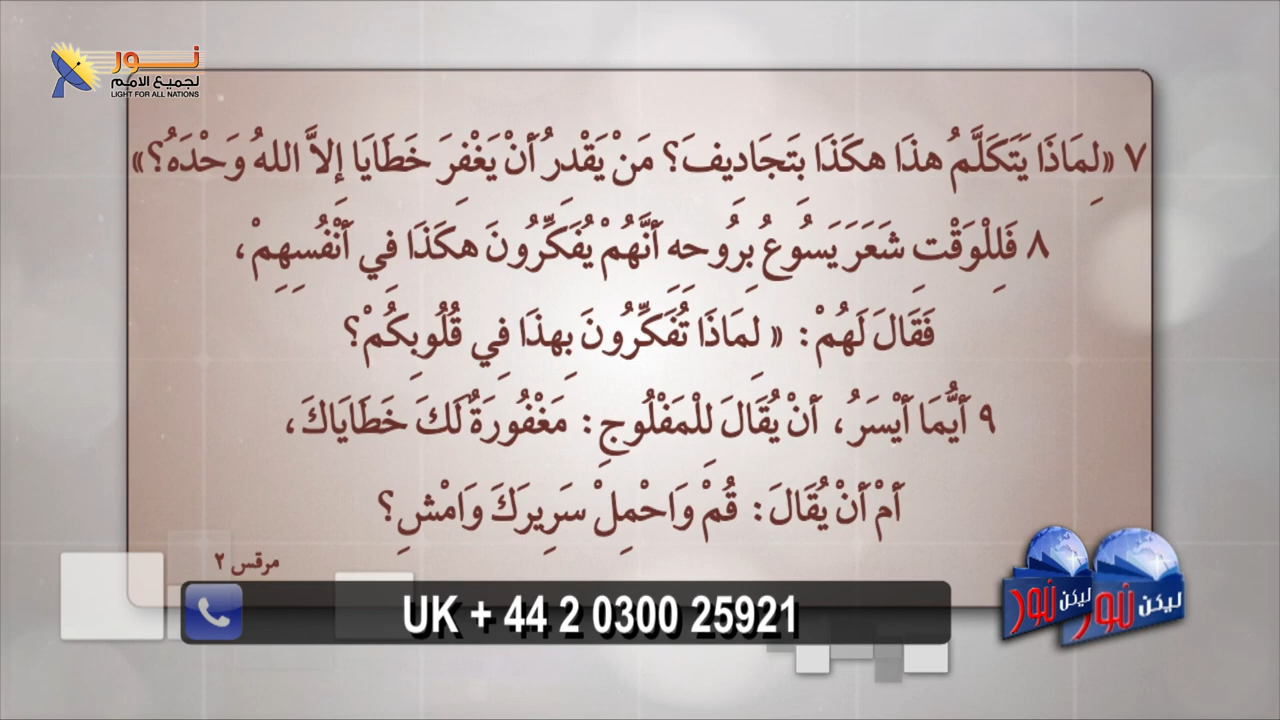 نور
لجميع الامم
LIGHT FOR ALL NATIONS
٧ «لِمَاذَا يَتَكَلَّمُ هذَا هكَذَا بِتَجَادِيفَ؟ مَنْ يَقْدِرُ أَنْ يَغْفِرَ خَطَايَا إِلاَّ اللهُ وَحْدَهُ؟»
٨ فَلِلْوَقْتِ شَعَرَ يَسُوعُ بِرُوحِهِ أَنَّهُمْ يُفَكِّرُونَ هكَذَا فِي أَنْفُسِهِمْ،
فَقَالَ لَهُمْ: « لِمَاذَا تُفَكِّرُونَ بِهذَا فِي قُلُوبِكُمْ؟
٩ أَيُّمَا أَيْسَرُ، أَنْ يُقَالَ لِلْمَفْلُوجِ: مَغْفُورَةٌ لَكَ خَطَايَاكَ،
أَمْ أَنْ يُقَالَ: قُمْ وَاحْمِلْ سَرِيرَكَ وَامْشِ؟
مرقس ٢
UK + 44 2 0300 25921
ليكن نور
ليكن نور